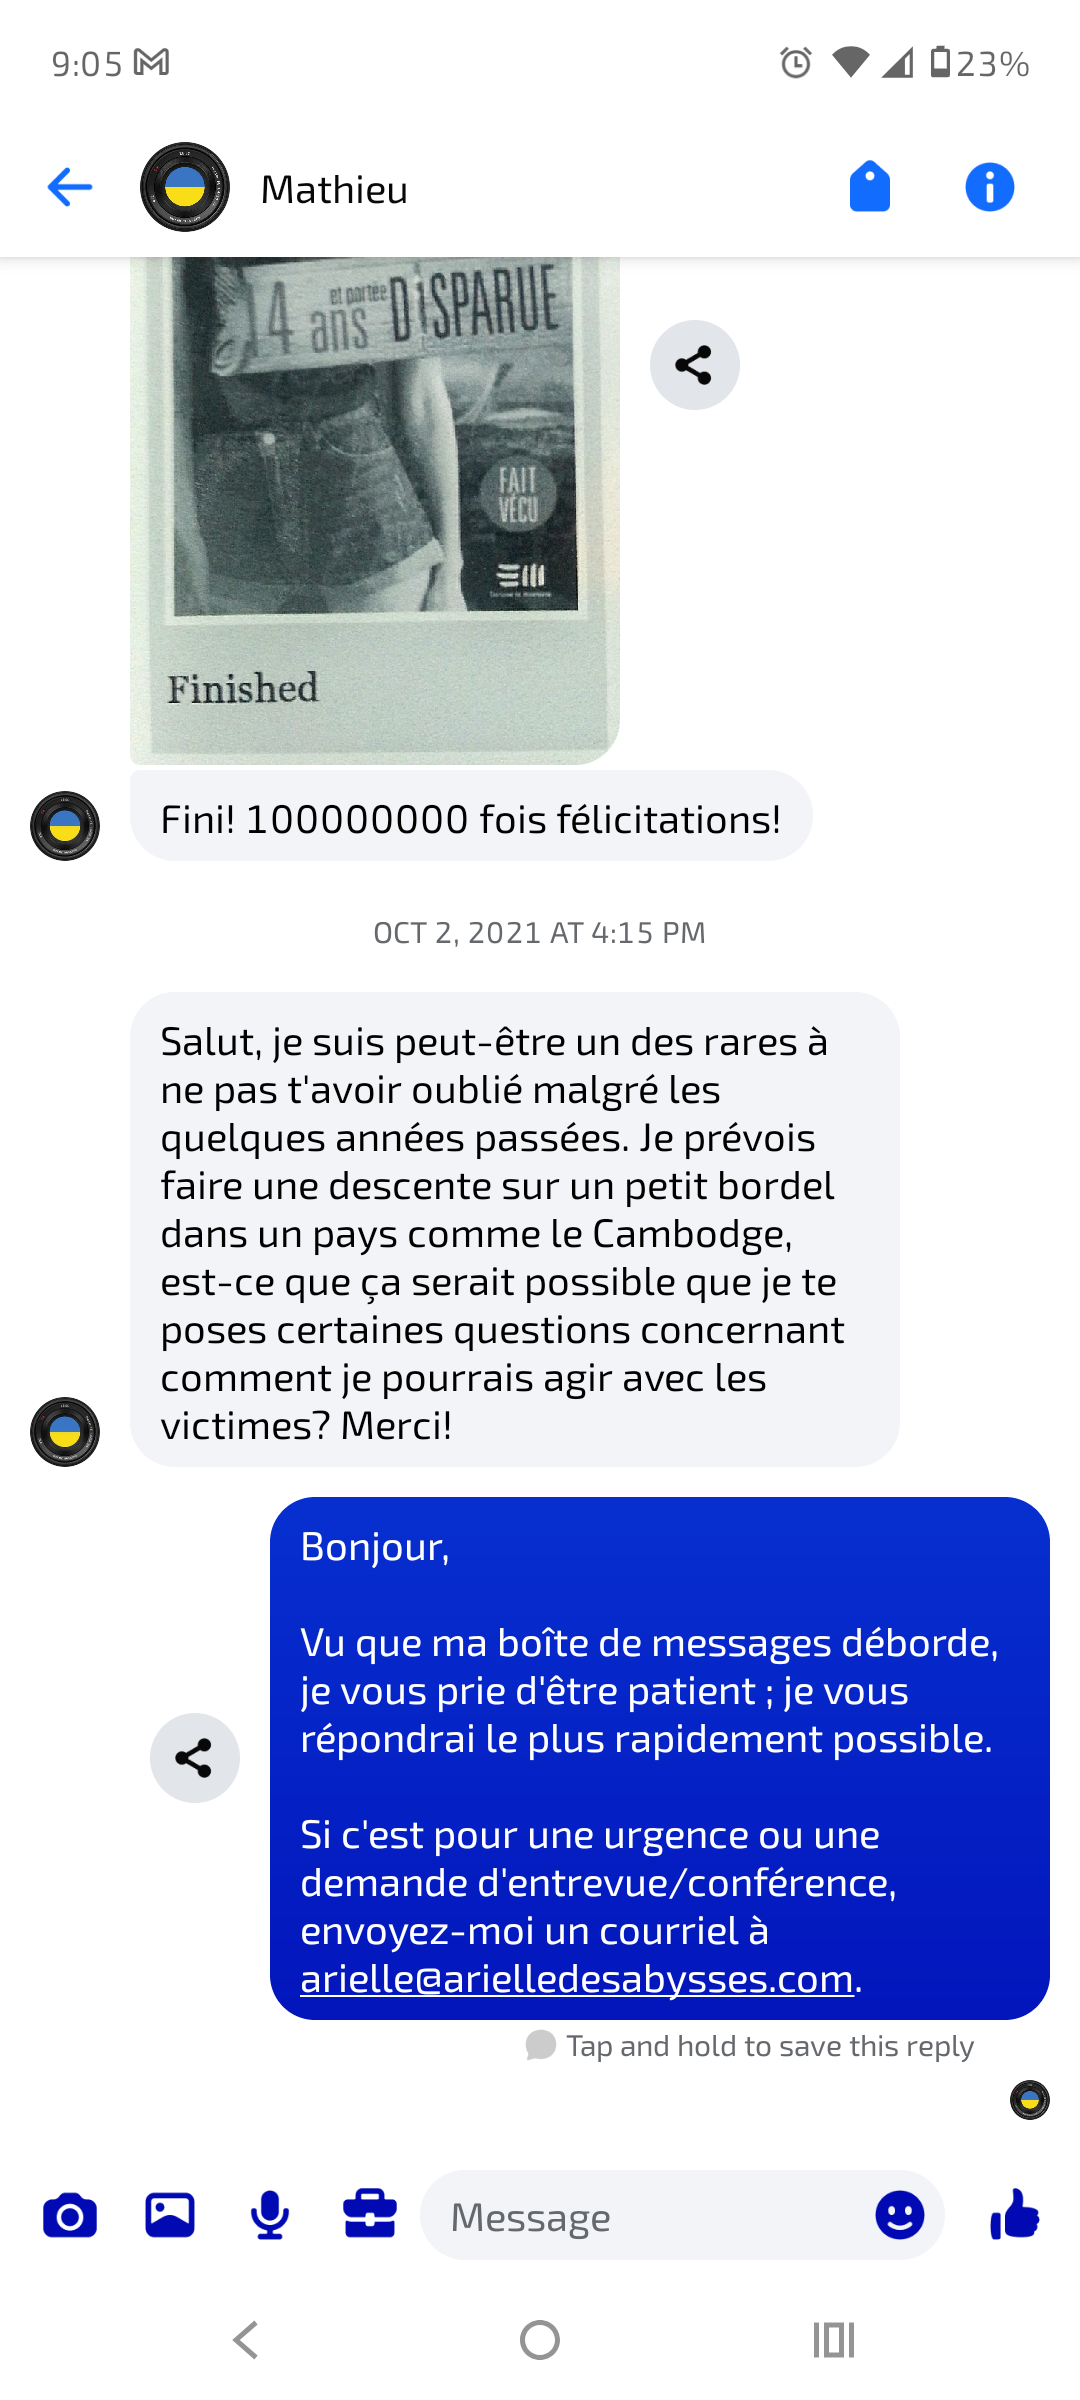 9:05
23%
Mathieu
14 ans et portée DiSPARUE
FAIT
VÉCU
Finished
Fini! 100000000 fois félicitations!
OCT 2, 2021 AT 4:15 PM
Salut, je suis peut-être un des rares à
ne pas t'avoir oublié malgré les
quelques années passées. Je prévois
faire une descente sur un petit bordel
dans un pays comme le Cambodge,
est-ce que ça serait possible que je te
poses certaines questions concernant
comment je pourrais agir avec les
victimes? Merci!
Bonjour,
Vu que ma boîte de messages déborde,
je vous prie d'être patient ; je vous
répondrai le plus rapidement possible.
Si c'est pour une urgence ou une
demande d'entrevue/conférence,
envoyez-moi un courriel à
arielle@arielledesabysses.com.
Tap and hold to save this reply
Message